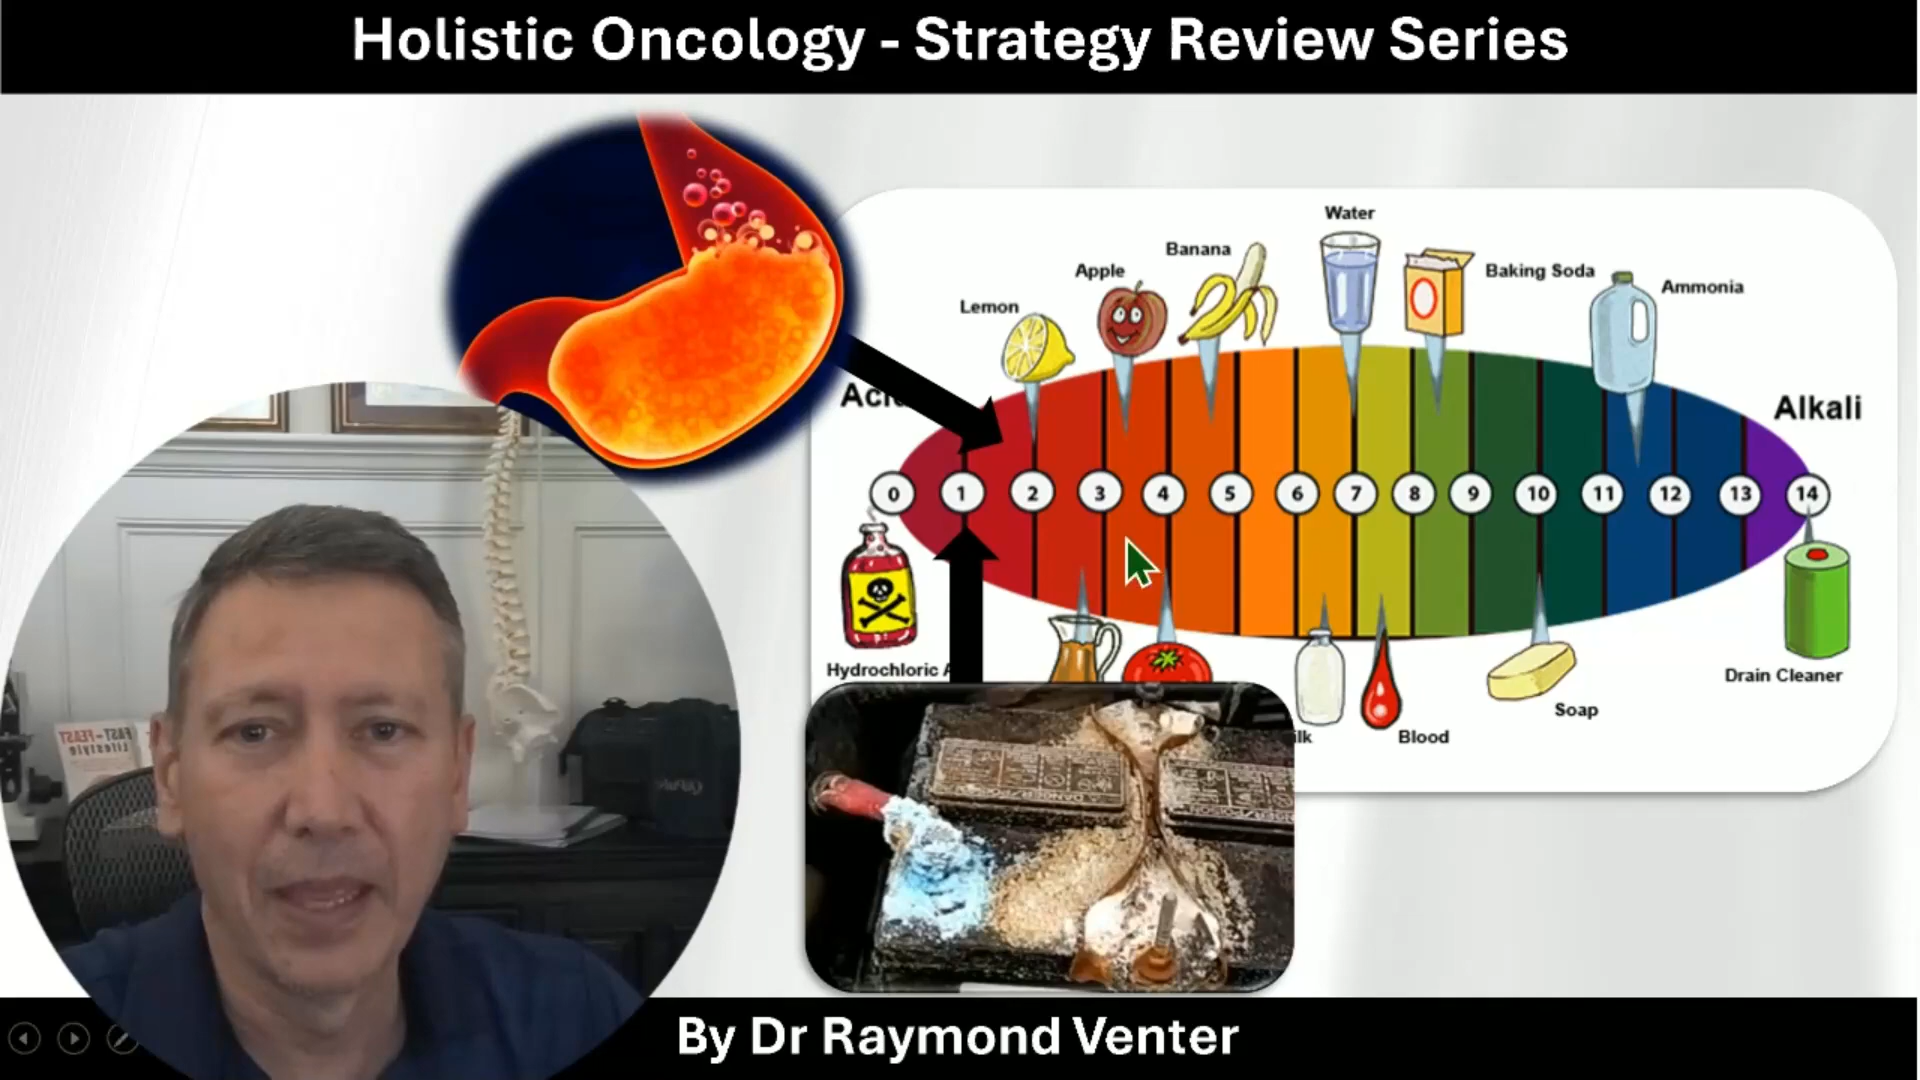 Holistic Oncology - Strategy Review Series
Water
Banana
Baking Soda
Apple
Ammonia
Lemon
Alkali
0 1 2 3 4 5 6 7 8 9 10 11 12 13 14
Hydrochloric
Drain Cleaner
Soap
Blood
By Dr Raymond Venter